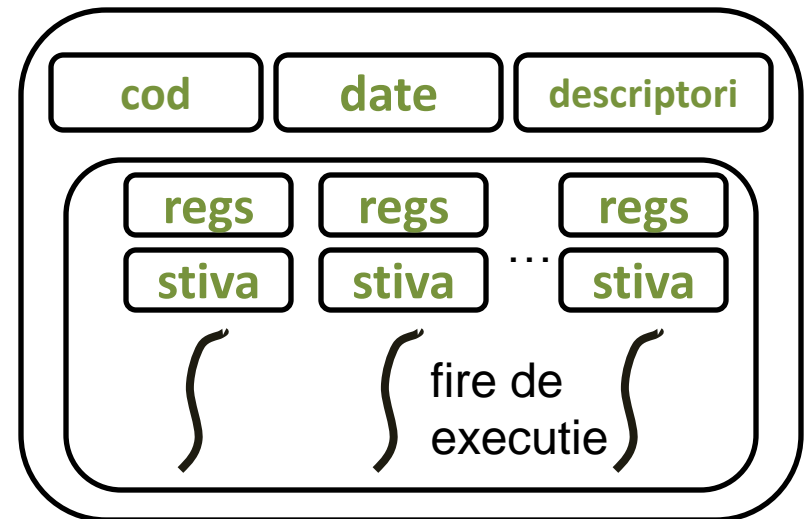 cod date descriptori
regs regs regs
...
stiva stiva stiva
fire de
executie